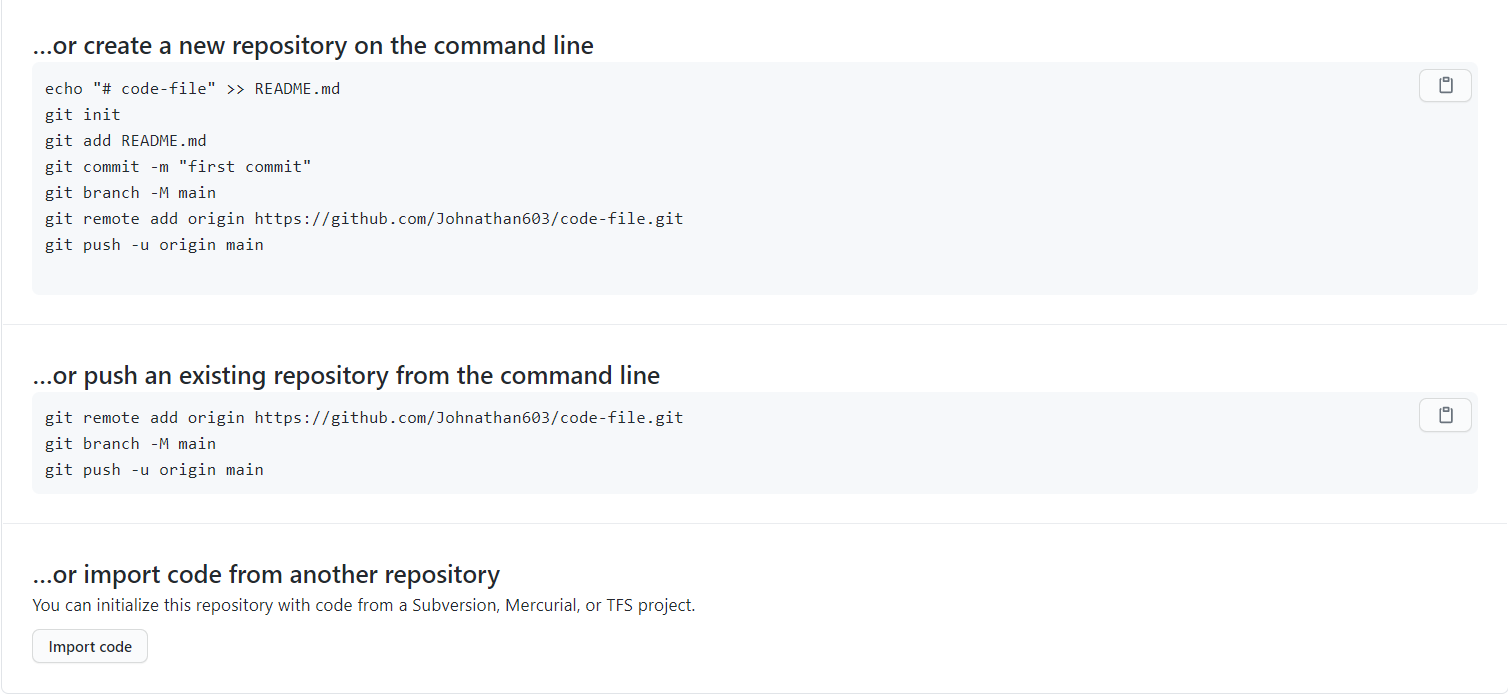 …or create a new repository on the command line
echo "# code-file" >> README.md
git init
git add README.md
git commit -m "first commit"
git branch -M main
git remote add origin https://github.com/Johnathan603/code-file.git
git push -u origin main
…or push an existing repository from the command line
git remote add origin https://github.com/Johnathan603/code-file.git
git branch -M main
git push -u origin main
…or import code from another repository
You can initialize this repository with code from a Subversion, Mercurial, or TFS project.
Import code